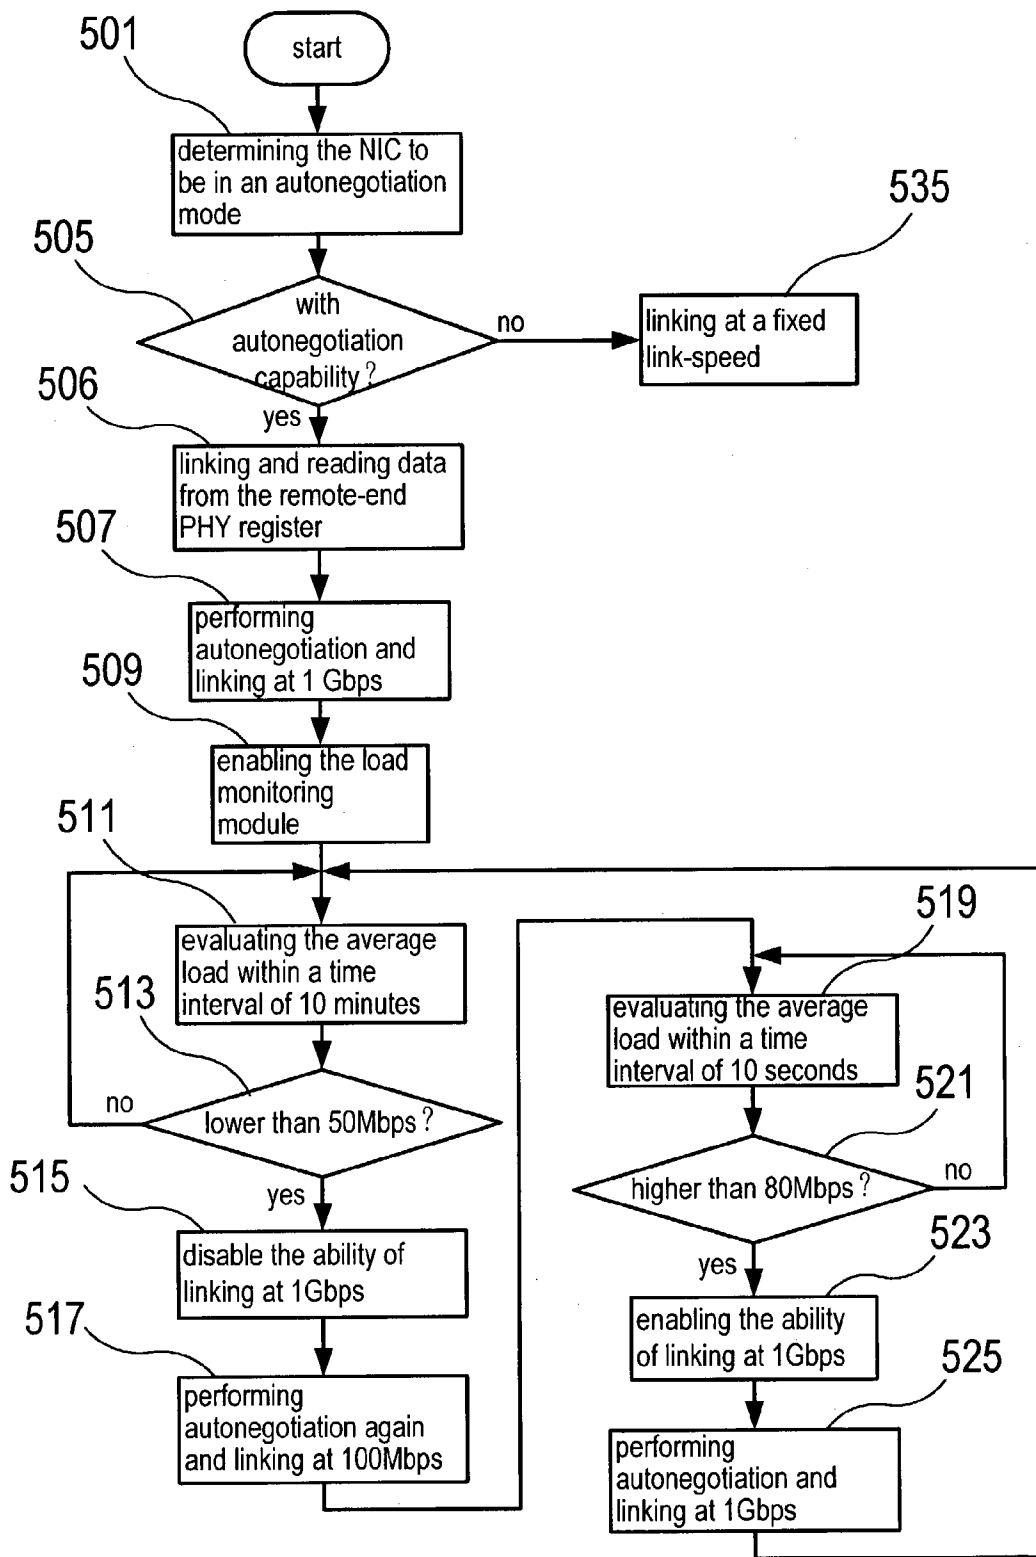 501
start
determining the NIC to
be in an autonegotiation
mode
505
535
with
autonegotiation
capability?
no
linking at a fixed
link-speed
506
yes
linking and reading data
from the remote-end
PHY register
507
performing
autonegotiation and
linking at 1 Gbps
509
enabling the load
monitoring
module
511
evaluating the average
load within a time
interval of 10 minutes
513
lower than 50Mbps?
no
yes
515
disable the ability of
linking at 1Gbps
517
performing
autonegotiation again
and linking at 100Mbps
519
evaluating the average
load within a time
interval of 10 seconds
521
higher than 80Mbps?
no
yes
523
enabling the ability
of linking at 1Gbps
525
performing
autonegotiation and
linking at 1Gbps